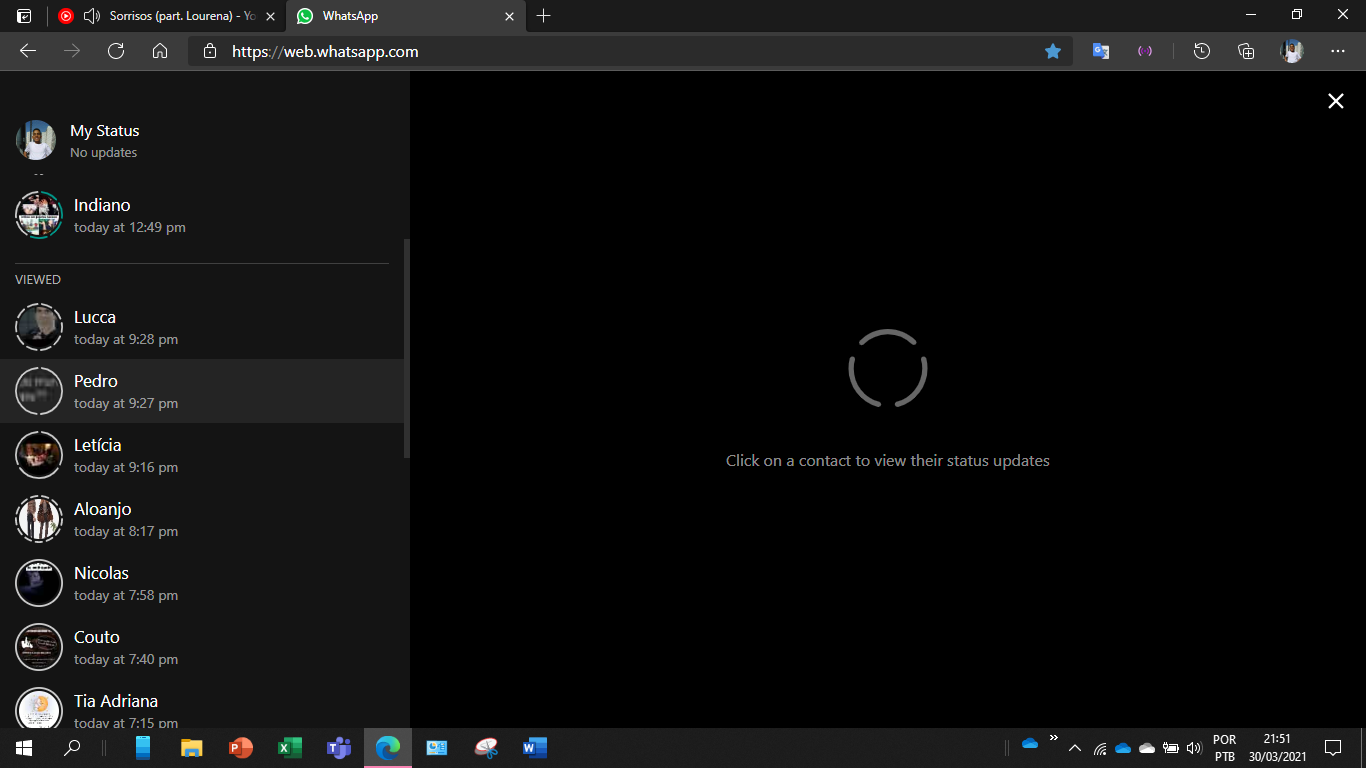 Sorrisos (part. Lourena) - Yo
WhatsApp
https://web.whatsapp.com
My Status
No updates
Indiano
today at 12:49 pm
VIEWED
Lucca
today at 9:28 pm
Pedro
today at 9:27 pm
Letícia
today at 9:16 pm
Aloanjo
today at 8:17 pm
Nicolas
today at 7:58 pm
Couto
today at 7:40 pm
Tia Adriana
today at 7:15 pm
Click on a contact to view their status updates
POR
PTB
21:51
30/03/2021